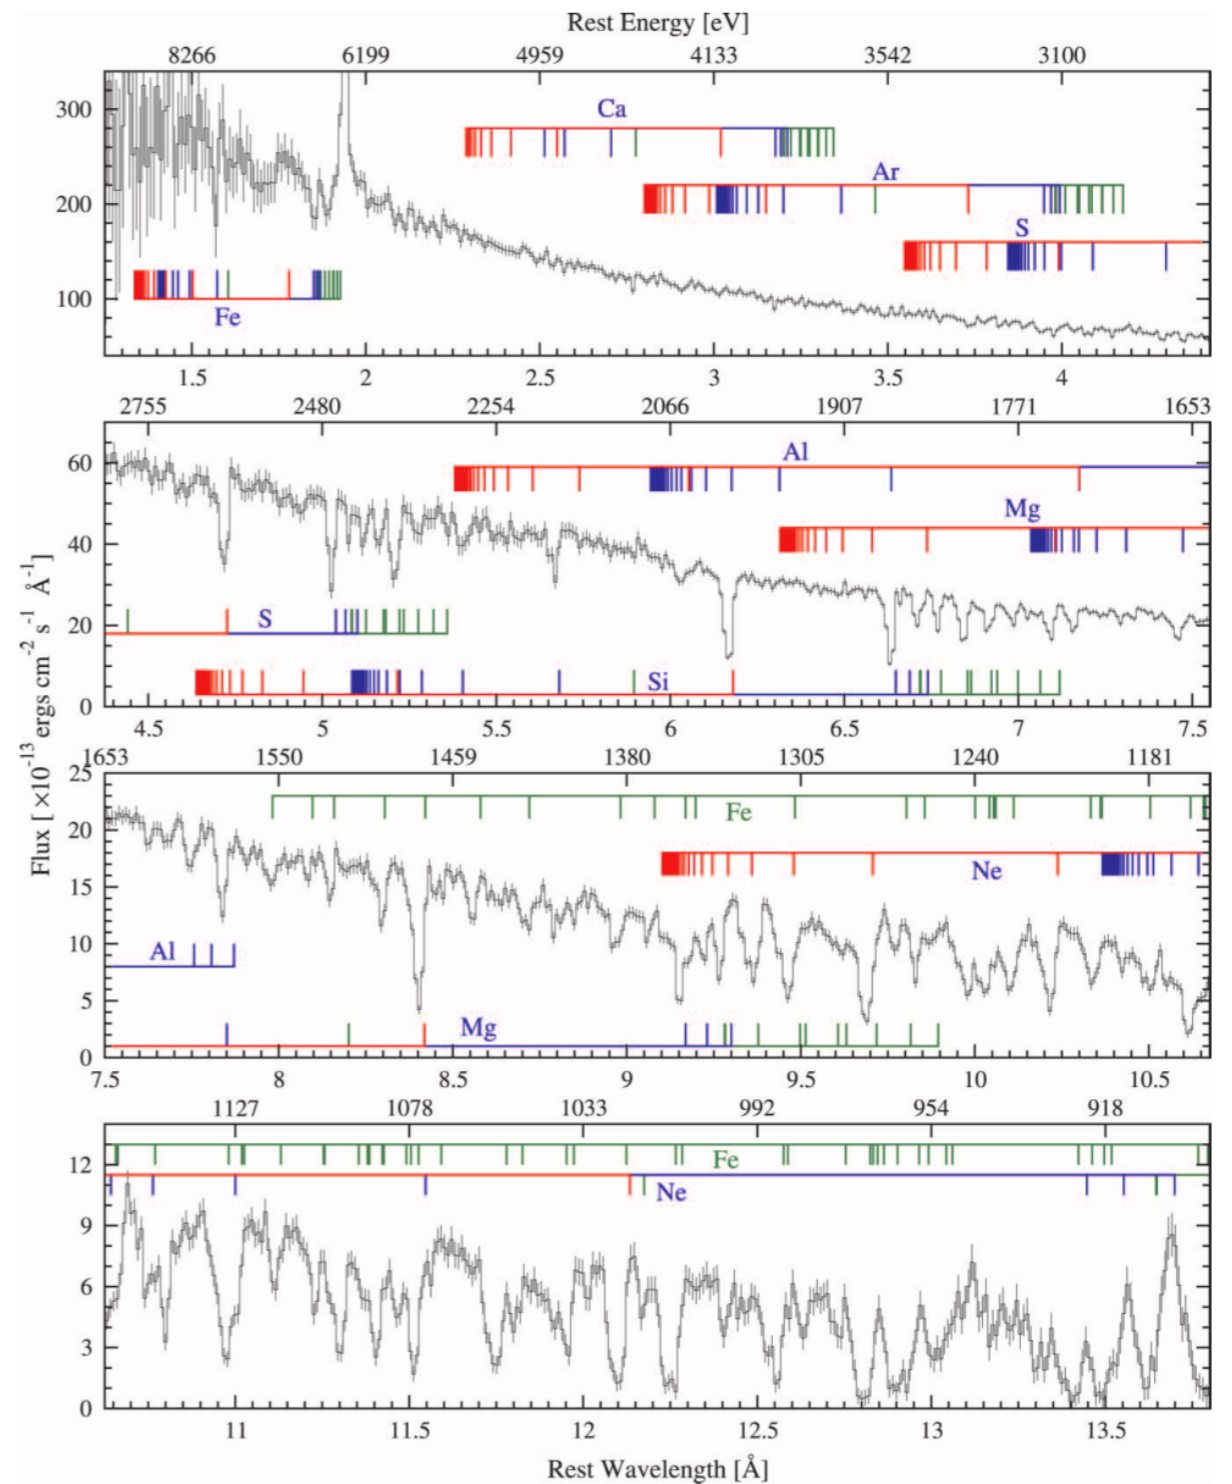 Rest Energy [eV]
8266 6199 4959 4133 3542 3100
300
200
100
Ca
Ar
S
Fe
1.5 2 2.5 3 3.5 4
2755 2480 2254 2066 1907 1771 1653
60
40
20
0
Al
Mg
S
Si
4.5 5 5.5 6 6.5 7 7.5
1653 1550 1459 1380 1305 1240 1181
25
20
15
10
5
0
Fe
Ne
Al
Mg
7.5 8 8.5 9 9.5 10 10.5
1127 1078 1033 992 954 918
12
9
6
3
0
Fe
Ne
11 11.5 12 12.5 13 13.5
Rest Wavelength [Å]
Flux [ ×10⁻¹³ ergs cm⁻² s⁻¹ Å⁻¹]